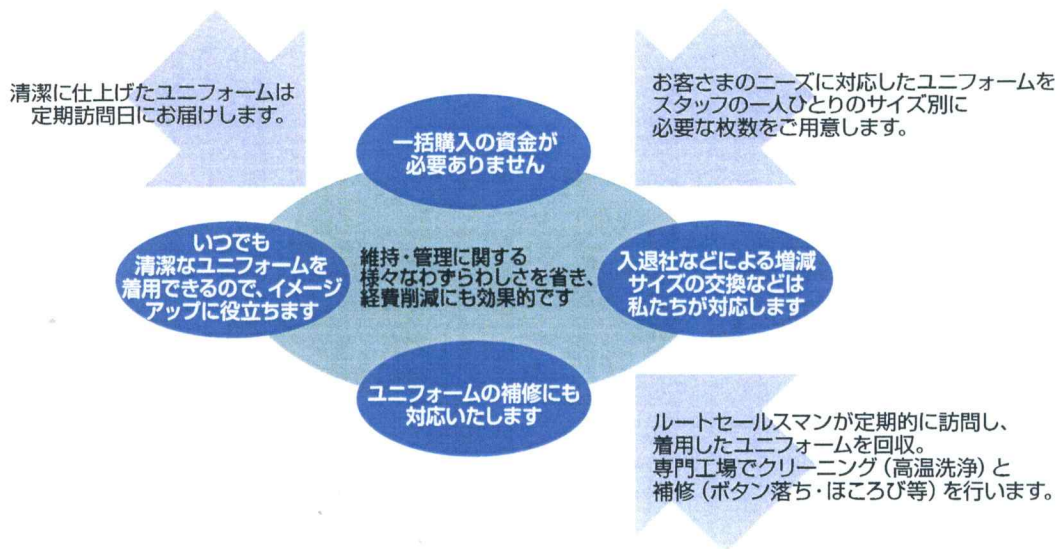 清潔に仕上げたユニフォームは
定期訪問日にお届けします。
お客さまのニーズに対応したユニフォームを
スタッフの一人ひとりのサイズ別に
必要な枚数をご用意します。
一括購入の資金が
必要ありません
いつでも
清潔なユニフォームを
着用できるので、イメージ
アップに役立ちます
維持・管理に関する
様々なわずらわしさを省き、
経費削減にも効果的です
入退社などによる増減
サイズの交換などは
私たちが対応します
ユニフォームの補修にも
対応いたします
ルートセールスマンが定期的に訪問し、
着用したユニフォームを回収。
専門工場でクリーニング（高温洗浄）と
補修（ボタン落ち・ほころび等）を行います。